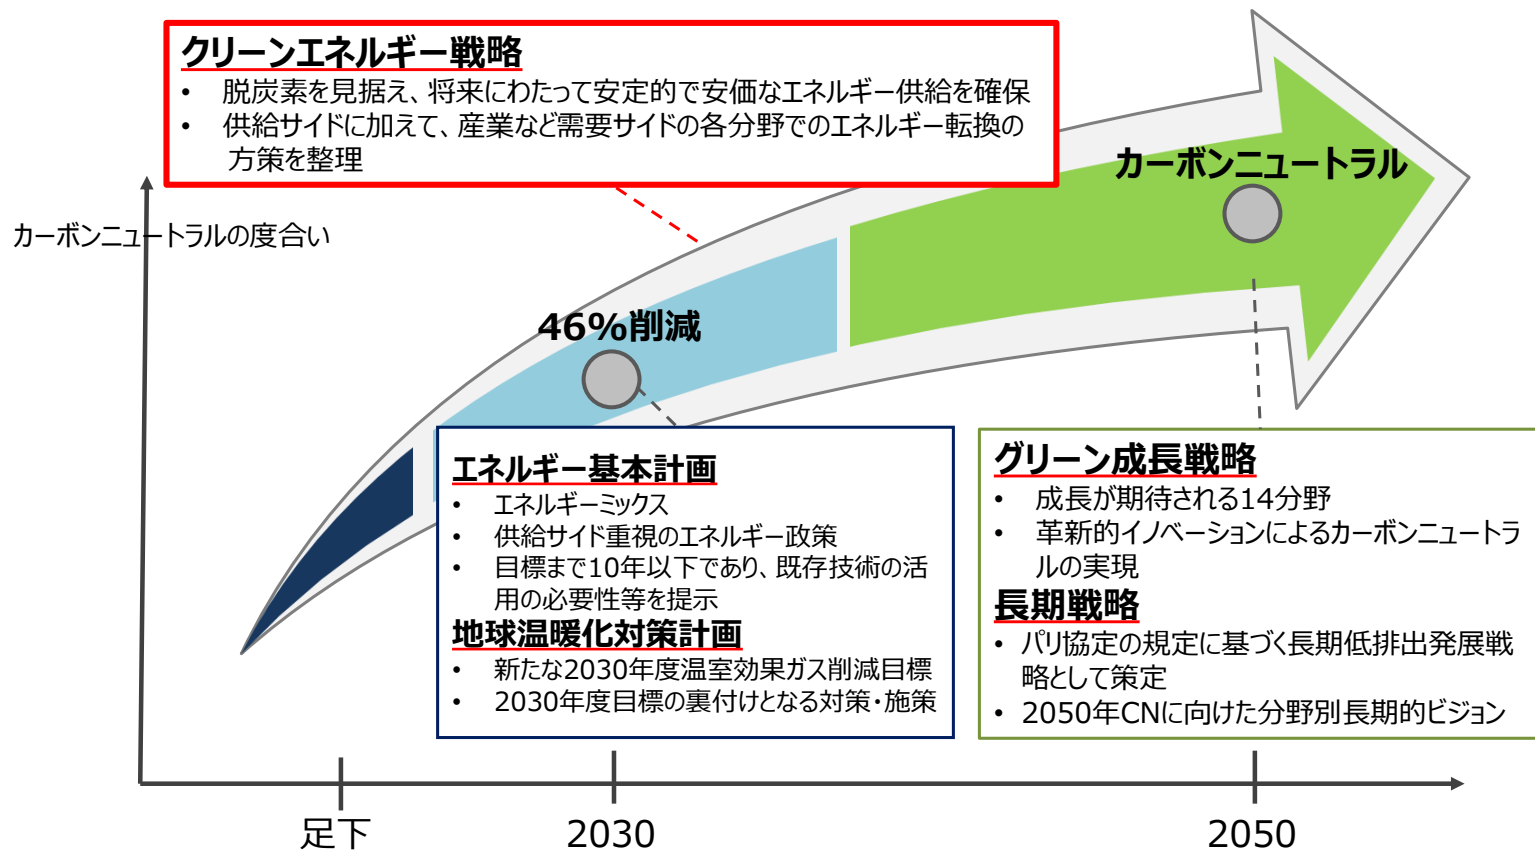 クリーンエネルギー戦略
• 脱炭素を見据え、将来にわたって安定的で安価なエネルギー供給を確保
• 供給サイドに加えて、産業など需要サイドの各分野でのエネルギー転換の
方策を整理
カーボンニュートラル
カーボンニュートラルの度合い
46%削減
エネルギー基本計画
• エネルギーミックス
• 供給サイド重視のエネルギー政策
• 目標まで10年以下であり、既存技術の活
用の必要性等を提示
地球温暖化対策計画
• 新たな2030年度温室効果ガス削減目標
• 2030年度目標の裏付けとなる対策・施策
グリーン成長戦略
• 成長が期待される14分野
• 革新的イノベーションによるカーボンニュートラ
ルの実現
長期戦略
• パリ協定の規定に基づく長期低排出発展戦
略として策定
• 2050年CNに向けた分野別長期的ビジョン
足下
2030
2050